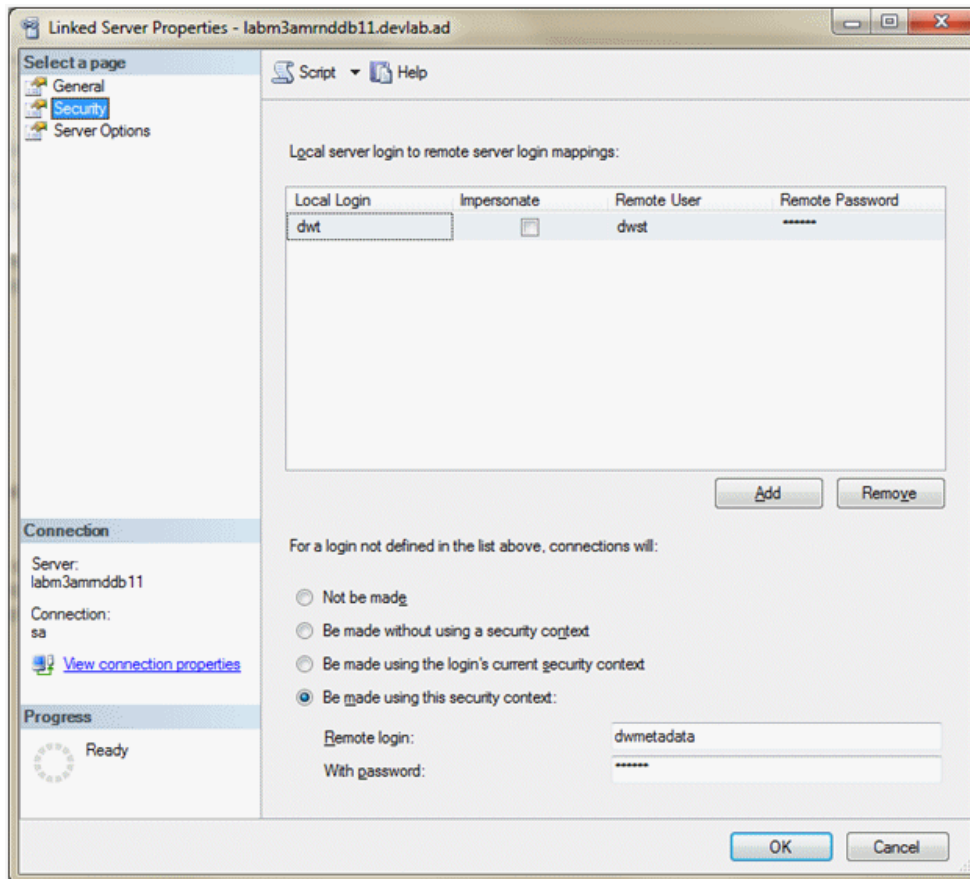 Linked Server Properties - labm3amrnddb11.devlab.ad
Select a page
General
Security
Server Options
Script
Help
Local server login to remote server login mappings:
Local Login Impersonate Remote User Remote Password
dwt dwst ******
Add Remove
Connection
Server:
labm3amrnddb11
Connection:
sa
View connection properties
Progress
Ready
For a login not defined in the list above, connections will:
Not be made
Be made without using a security context
Be made using the login's current security context
Be made using this security context:
Remote login: dwmetadata
With password: ******
OK Cancel